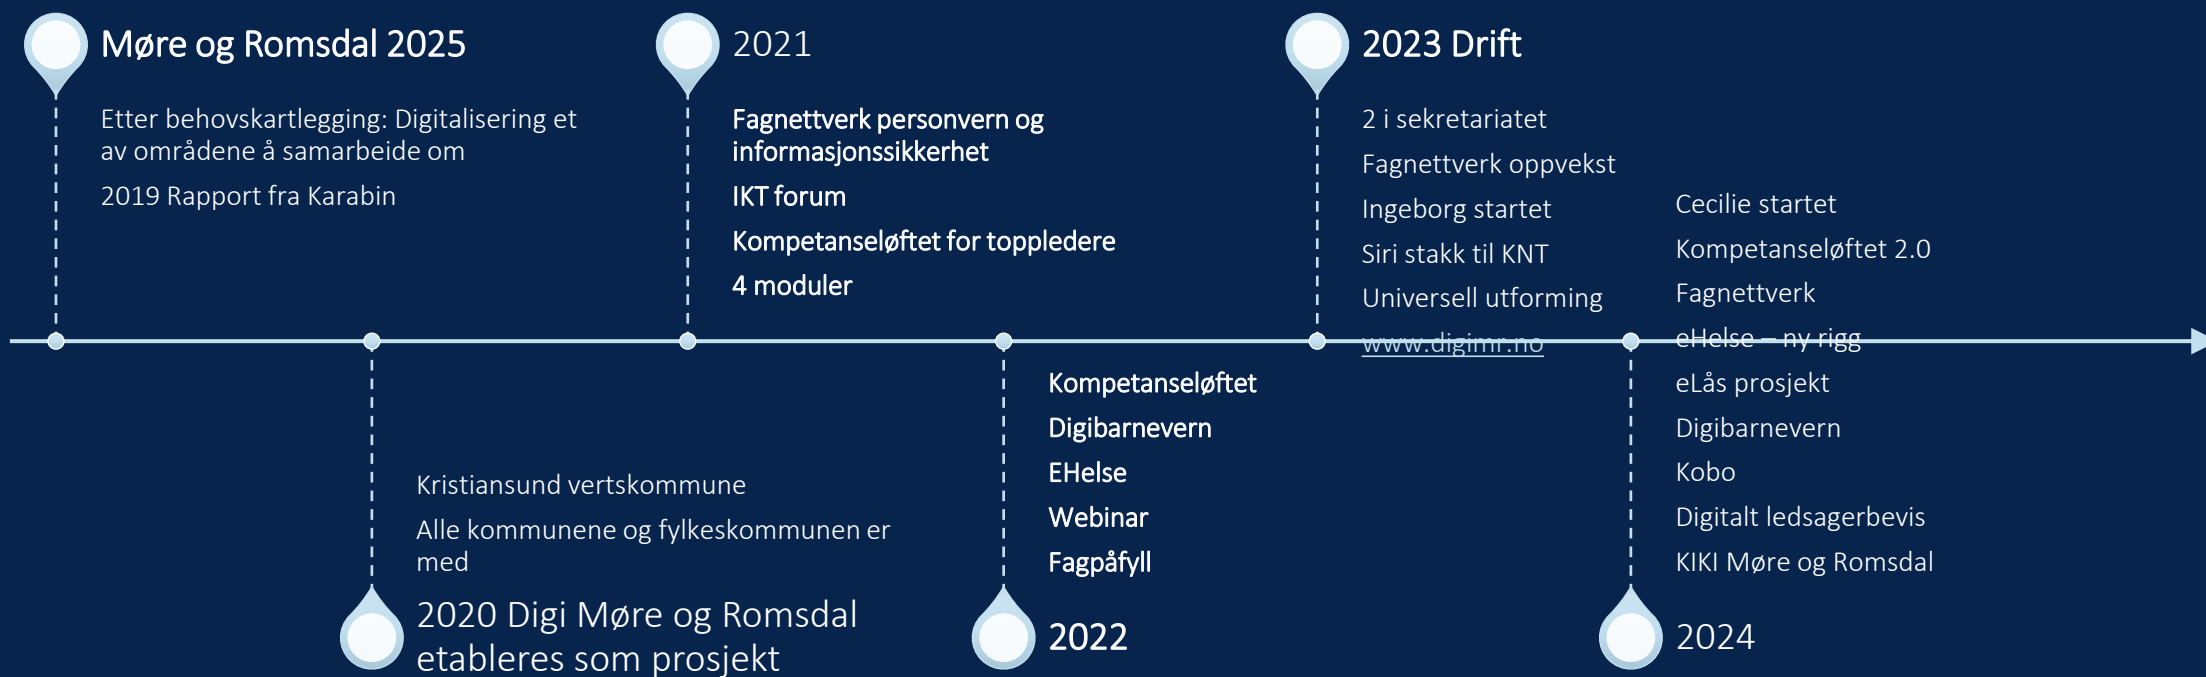 Møre og Romsdal 2025
Etter behovskartlegging: Digitalisering et
av områdene å samarbeide om
2019 Rapport fra Karabin
Kristiansund vertskommune
Alle kommunene og fylkeskommunen er
med
2020 Digi Møre og Romsdal
etableres som prosjekt
2021
Fagnettverk personvern og
informasjonssikkerhet
IKT forum
Kompetanseløftet for toppledere
4 moduler
Kompetanseløftet
Digibarnevern
EHelse
Webinar
Fagpåfyll
2022
2023 Drift
2 i sekretariatet
Fagnettverk oppvekst
Ingeborg startet
Siri stakk til KNT
Universell utforming
www.digimr.no
Cecilie startet
Kompetanseløftet 2.0
Fagnettverk
eHelse – ny rigg
eLås prosjekt
Digibarnevern
Kobo
Digitalt ledsagerbevis
KIKI Møre og Romsdal
2024